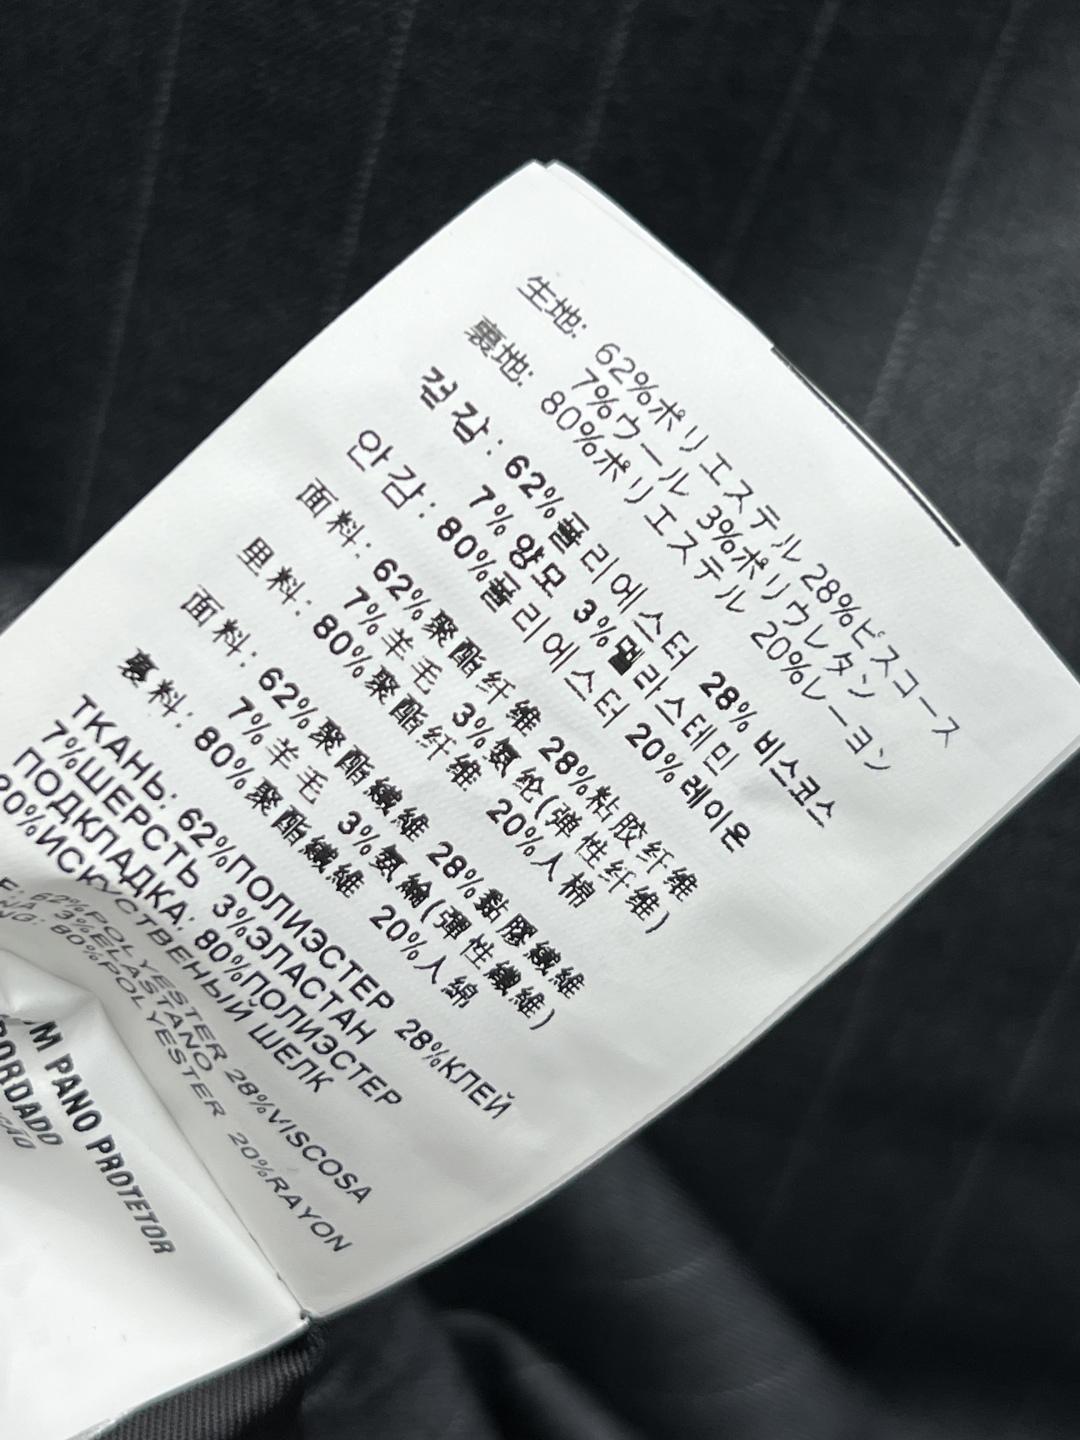 生地: 62%ポリエステル 28%ビスコース
7%ウール 3%ポリウレタン
裏地: 80%ポリエステル 20%レーヨン
겉감: 62%폴리에스터 28% 비스코스
7% 양모 3%엘라스테인
안감: 80%폴리에스터 20%레이온
面料: 62%聚酯纤维 28%粘胶纤维
7%羊毛 3%氨纶(弹性纤维)
里料: 80%聚酯纤维 20%人棉
面料: 62%聚酯纖維 28%黏膠纖維
7%羊毛 3%氨綸(彈性纖維)
裏料: 80%聚酯纖維 20%人綿
ТКАНЬ: 62%ПОЛИЭСТЕР 28%КЛЕЙ
7%ШЕРСТЬ 3%ЭЛАСТАН
ПОДКЛАДКА: 80%ПОЛИЭСТЕР
20%ИСКУСТВЕНЫЙ ШЕЛК
62%POLYESTER 28%VISCOSA
3%ELASTANO
80%POLYESTER 20%RAYON
PANO PROTETOR